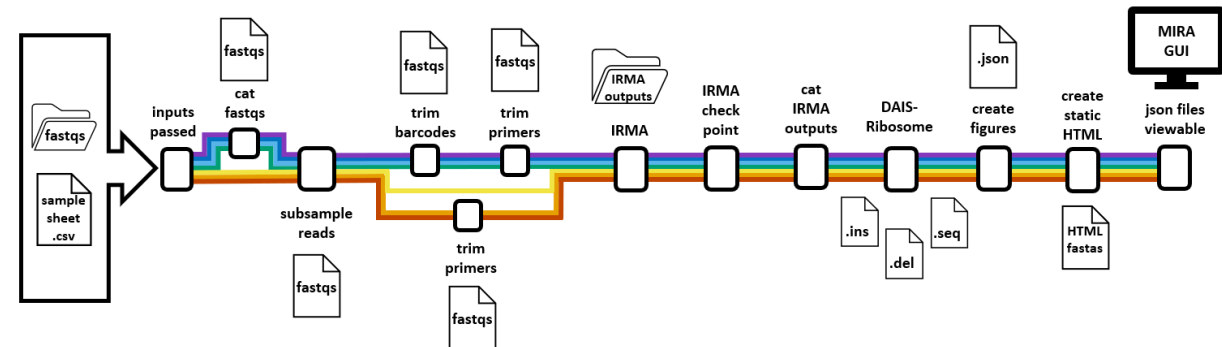 fastqs
sample
sheet
.csv
inputs
passed
fastqs
cat
fastqs
subsample
reads
fastqs
fastqs
trim
barcodes
fastqs
trim
primers
trim
primers
fastqs
IRMA
outputs
IRMA
IRMA
check
point
cat
IRMA
outputs
DAIS-
Ribosome
.ins
.del
.seq
.json
create
figures
create
static
HTML
HTML
fastas
MIRA
GUI
json files
viewable